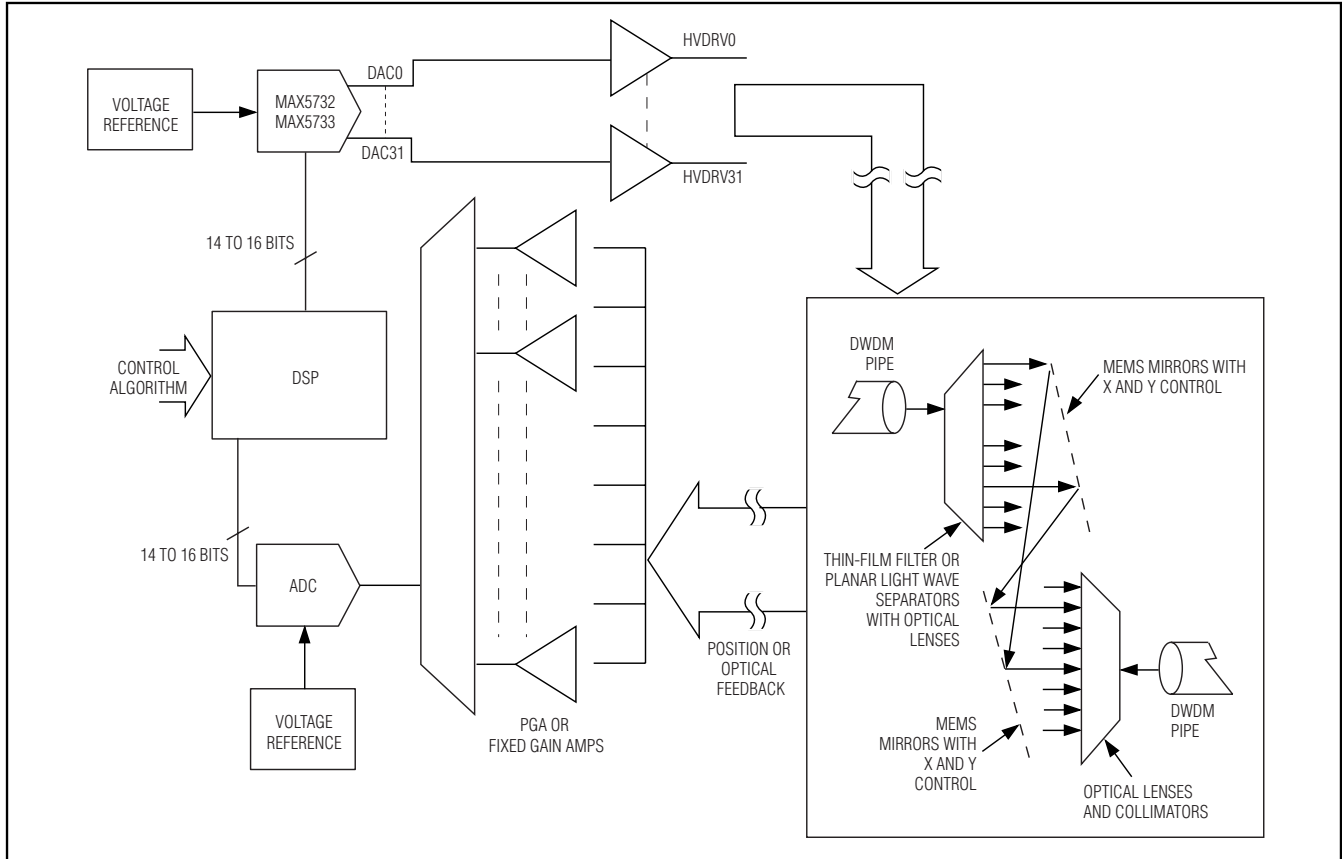 VOLTAGE
REFERENCE
MAX5732
MAX5733
DAC0
DAC31
HVDRV0
HVDRV31
14 TO 16 BITS
CONTROL
ALGORITHM
DSP
14 TO 16 BITS
ADC
VOLTAGE
REFERENCE
PGA OR
FIXED GAIN AMPS
POSITION OR
OPTICAL
FEEDBACK
DWDM
PIPE
MEMS MIRRORS WITH
X AND Y CONTROL
THIN-FILM FILTER OR
PLANAR LIGHT WAVE
SEPARATORS
WITH OPTICAL
LENSES
MEMS
MIRRORS WITH
X AND Y
CONTROL
DWDM
PIPE
OPTICAL LENSES
AND COLLIMATORS